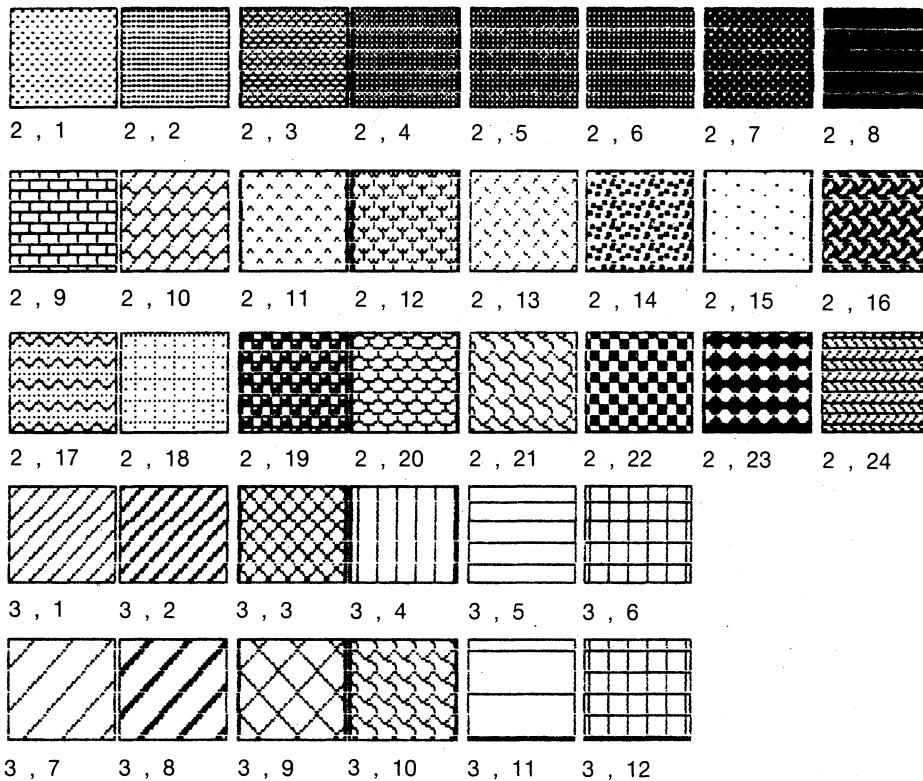 2 , 1 2 , 2 2 , 3 2 , 4 2 , 5 2 , 6 2 , 7 2 , 8
2 , 9 2 , 10 2 , 11 2 , 12 2 , 13 2 , 14 2 , 15 2 , 16
2 , 17 2 , 18 2 , 19 2 , 20 2 , 21 2 , 22 2 , 23 2 , 24
3 , 1 3 , 2 3 , 3 3 , 4 3 , 5 3 , 6
3 , 7 3 , 8 3 , 9 3 , 10 3 , 11 3 , 12